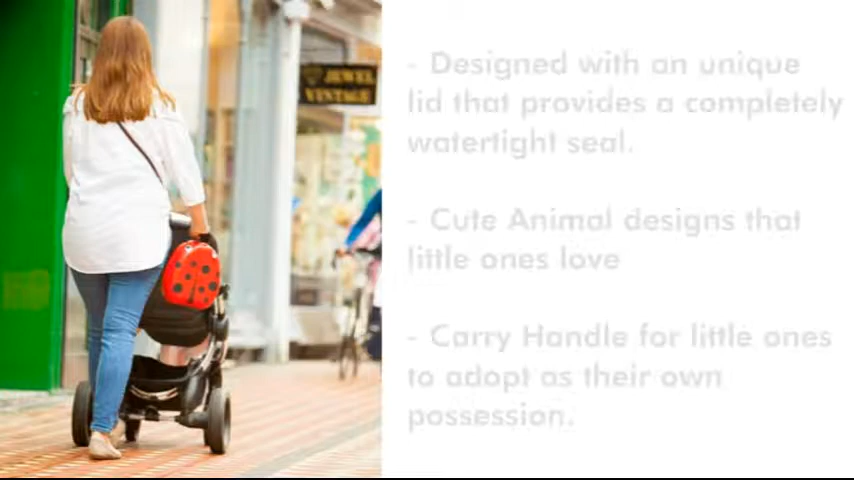 JEWEL
VINTAGE
- Designed with an unique
lid that provides a completely
watertight seal.
- Cute Animal designs that
little ones love
- Carry Handle for little ones
to adopt as their own
possession.